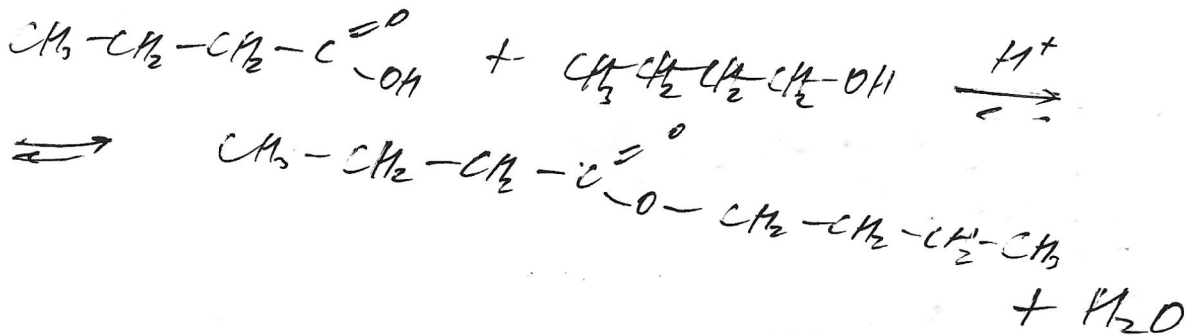 CH₃-CH₂-CH₂-C=O-OH + CH₃-CH₂-CH₂-CH₂-OH ⇌ H⁺
⇌ CH₃-CH₂-CH₂-C=O-O-CH₂-CH₂-CH₂-CH₃
+ H₂O